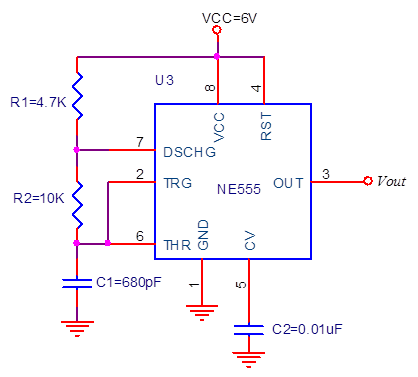 VCC=6V
U3
R1=4.7K
8
4
VCC
RST
7
DSCHG
2
TRG
R2=10K
NE555
OUT
3
Vout
6
THR
GND
CV
C1=680pF
1
5
C2=0.01uF